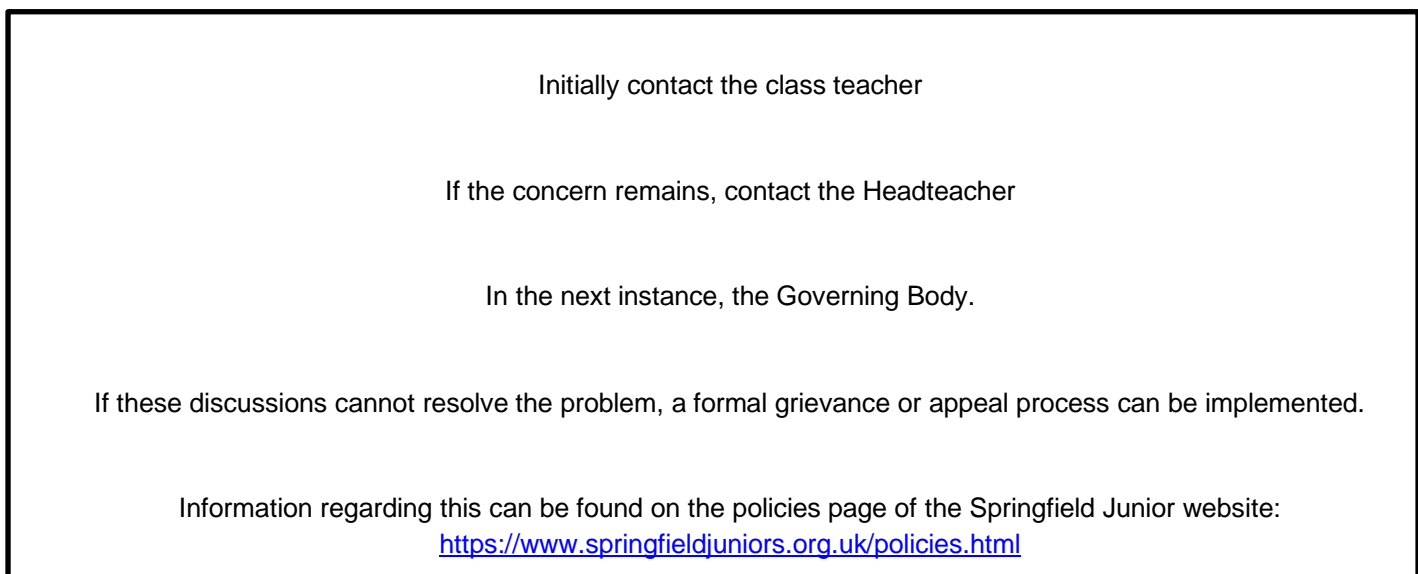 Initially contact the class teacher
If the concern remains, contact the Headteacher
In the next instance, the Governing Body.
If these discussions cannot resolve the problem, a formal grievance or appeal process can be implemented.
Information regarding this can be found on the policies page of the Springfield Junior website:
https://www.springfieldjuniors.org.uk/policies.html